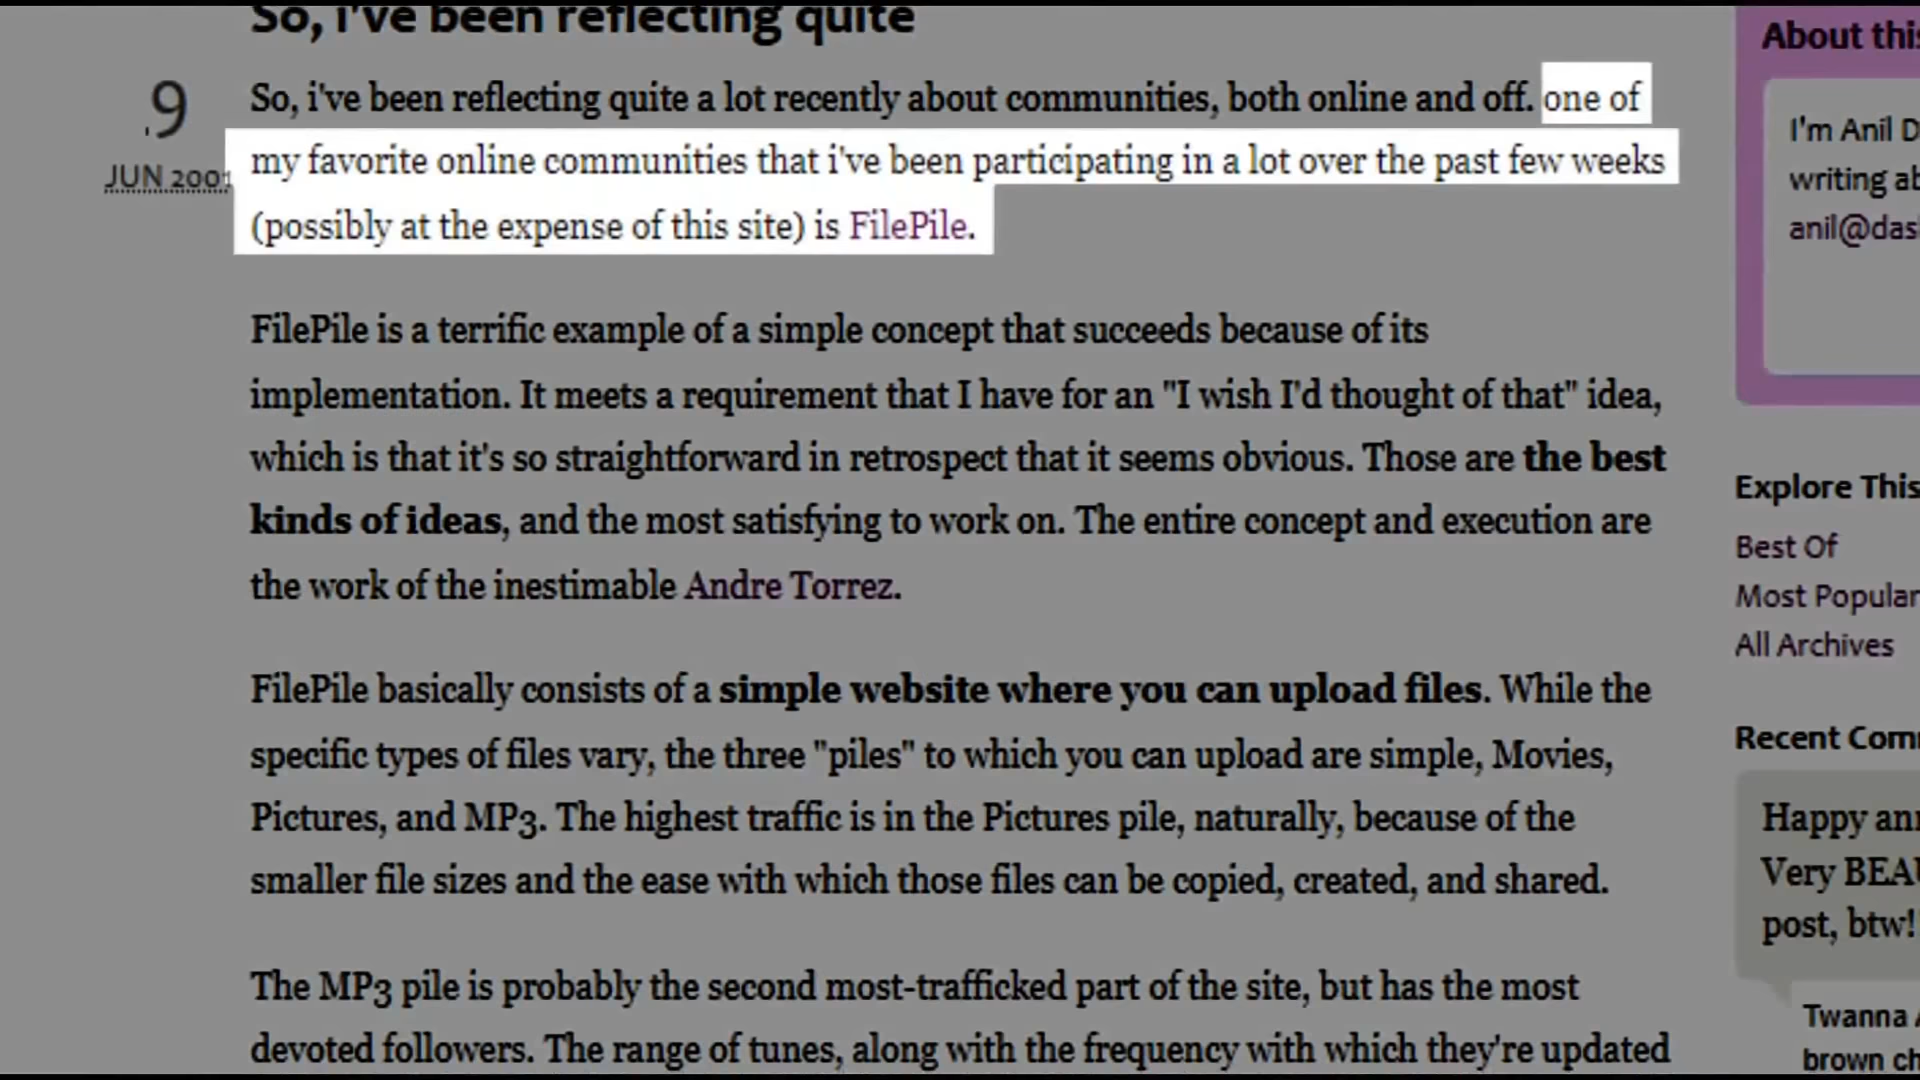 So, i've been reflecting quite
9
JUN 2001
So, i've been reflecting quite a lot recently about communities, both online and off. one of
my favorite online communities that i've been participating in a lot over the past few weeks
(possibly at the expense of this site) is FilePile.
FilePile is a terrific example of a simple concept that succeeds because of its
implementation. It meets a requirement that I have for an "I wish I'd thought of that" idea,
which is that it's so straightforward in retrospect that it seems obvious. Those are the best
kinds of ideas, and the most satisfying to work on. The entire concept and execution are
the work of the inestimable Andre Torrez.
FilePile basically consists of a simple website where you can upload files. While the
specific types of files vary, the three "piles" to which you can upload are simple, Movies,
Pictures, and MP3. The highest traffic is in the Pictures pile, naturally, because of the
smaller file sizes and the ease with which those files can be copied, created, and shared.
The MP3 pile is probably the second most-trafficked part of the site, but has the most
devoted followers. The range of tunes, along with the frequency with which they're updated
About this
I'm Anil D
writing ab
anil@das
Explore This
Best Of
Most Popular
All Archives
Recent Com
Happy ann
Very BEAU
post, btw!
Twanna A
brown ch